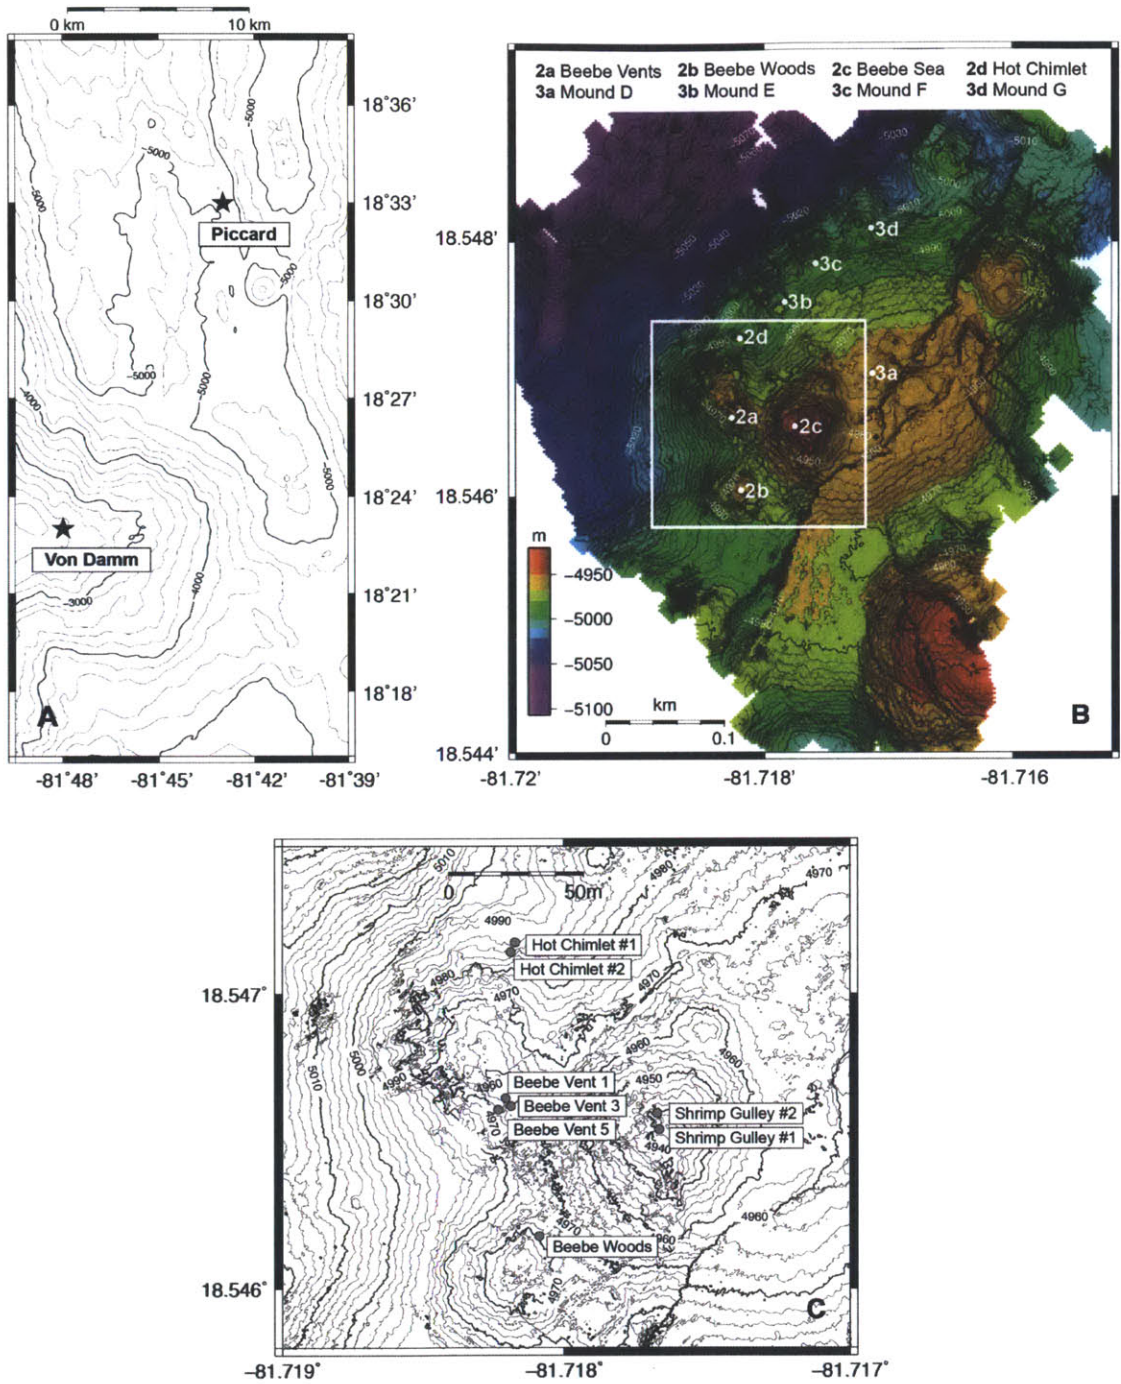 0 km 10 km
18°36'
18°33'
18°30'
18°27'
18°24'
18°21'
18°18'
-5000
-5000
Piccard
-5000
-5000
-5000
-4000
-5000
Von Damm
-4000
-3000
A
-81°48' -81°45' -81°42' -81°39'
2a Beebe Vents 2b Beebe Woods 2c Beebe Sea 2d Hot Chimlet
3a Mound D 3b Mound E 3c Mound F 3d Mound G
18.548'
18.546'
18.544'
3d
3c
3b
2d
3a
2a
2c
2b
m
-4950
-5000
-5050
-5100
km
0 0.1
B
-81.72' -81.718' -81.716'
0 50m
5010
4980
4970
4990
Hot Chimlet #1
Hot Chimlet #2
4980
4970
4970
18.547°
5000
5010
4990
4960
4960
4950
4960
Beebe Vent 1
Beebe Vent 3
Beebe Vent 5
4970
Shrimp Gulley #2
Shrimp Gulley #1
4940
4970
4960
4960
Beebe Woods
4970
18.546°
C
-81.719° -81.718° -81.717°